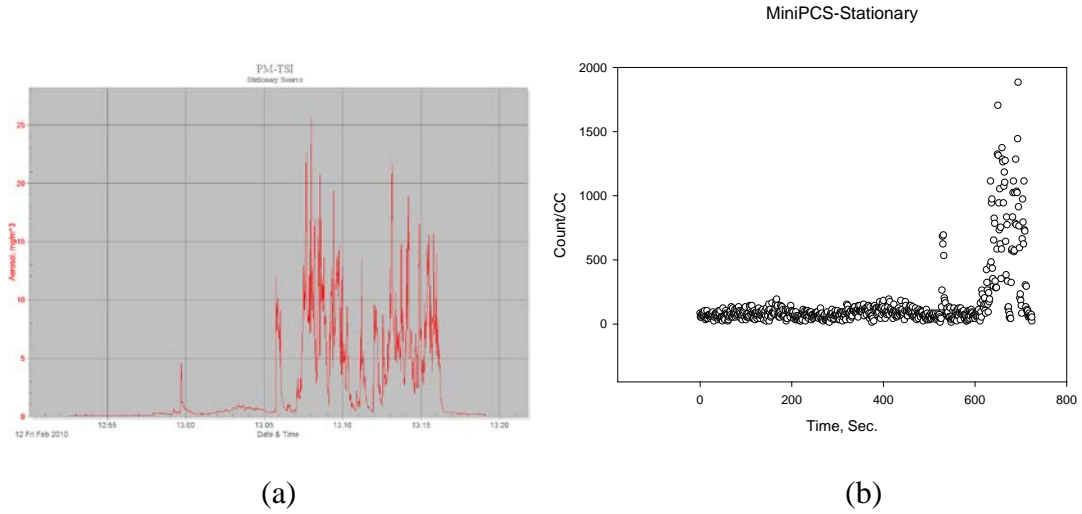 MiniPCS-Stationary
PM-TSI
Stationary Source
Aerosol, mg/m^3
25
20
15
10
5
0
12:55
13:00
13:05
13:10
13:15
13:20
12 Fri Feb 2010
Date & Time
Count/CC
2000
1500
1000
500
0
0
200
400
600
800
Time, Sec.
(a)
(b)